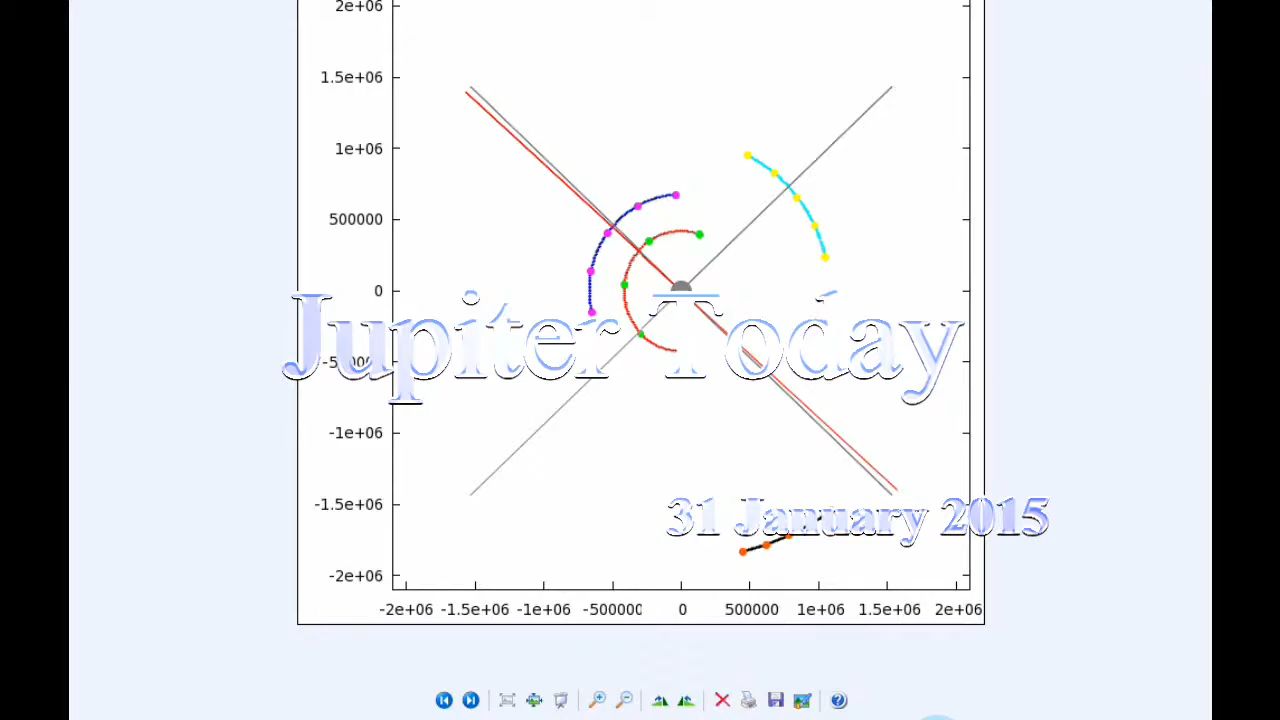 2e+06
1.5e+06
1e+06
500000
0
Jupiter Today
-500000
-1e+06
-1.5e+06
31 January 2015
-2e+06
-2e+06 -1.5e+06 -1e+06 -500000 0 500000 1e+06 1.5e+06 2e+06